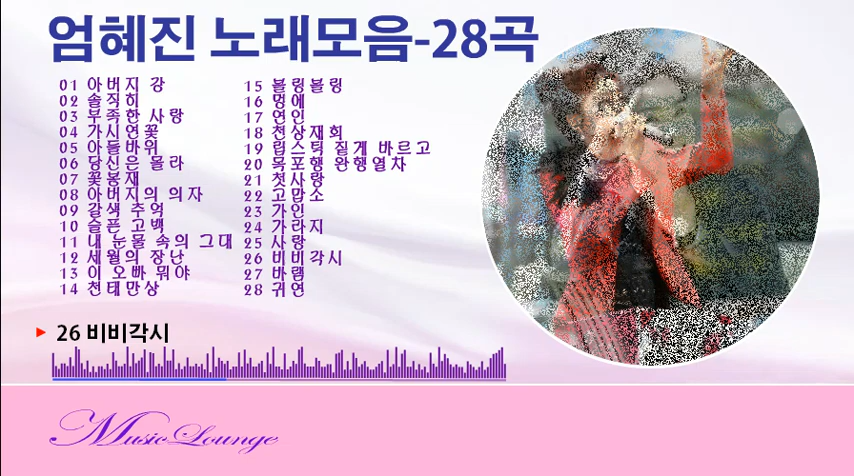 엄혜진 노래모음-28곡
01 아버지 강
02 솔직히
03 부족한 사랑
04 가시연꽃
05 아들바위
06 당신은 몰라
07 꽃봉재
08 아버지의 의자
09 갈색 추억
10 슬픈 고백
11 내 눈물 속의 그대
12 세월의 장난
13 이 오빠 뭐야
14 천태만상
15 볼링볼링
16 멍에
17 연인
18 천상재회
19 립스틱 짙게 바르고
20 목포행 완행열차
21 첫사랑
22 고맙소
23 가인
24 가라지
25 사랑
26 비비각시
27 바램
28 귀연
26 비비각시
MusicLounge